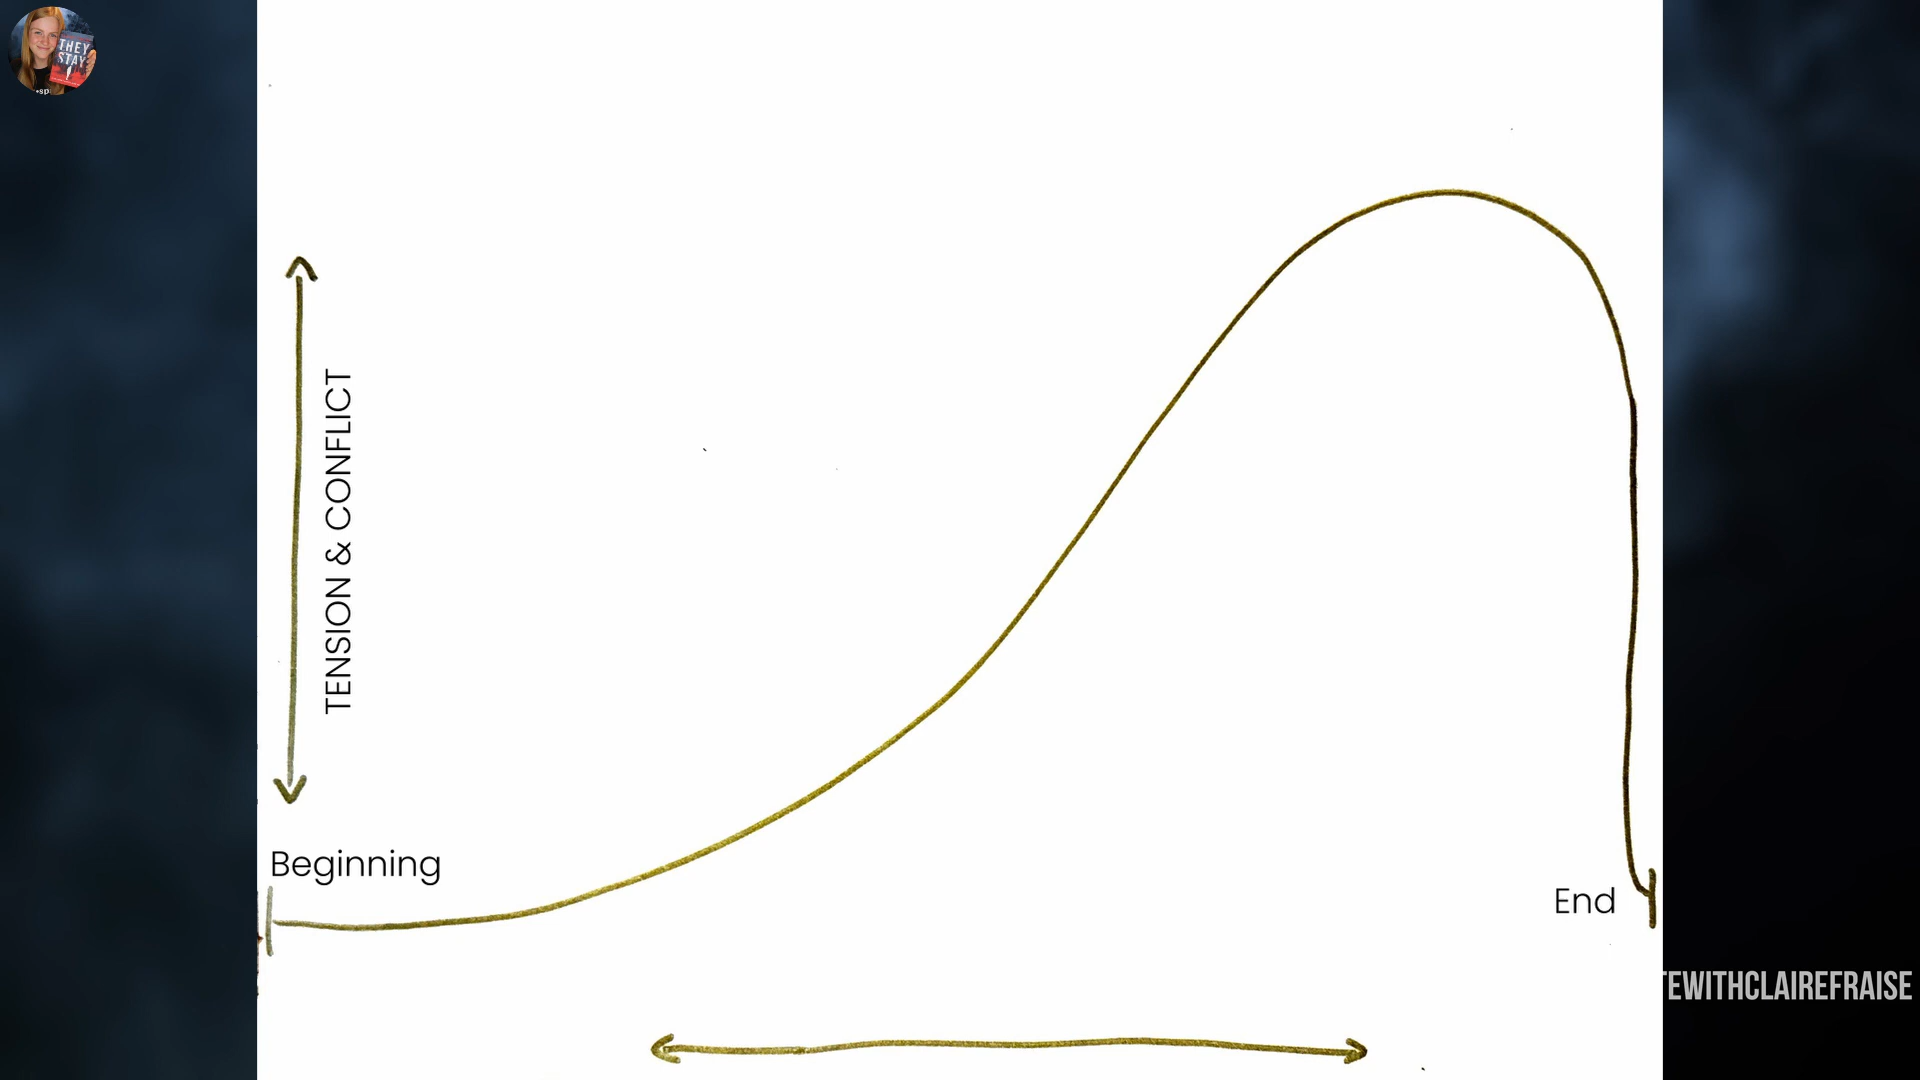 THEY
STAY
TENSION & CONFLICT
Beginning
End
TEWITHCLAIREFRAISE